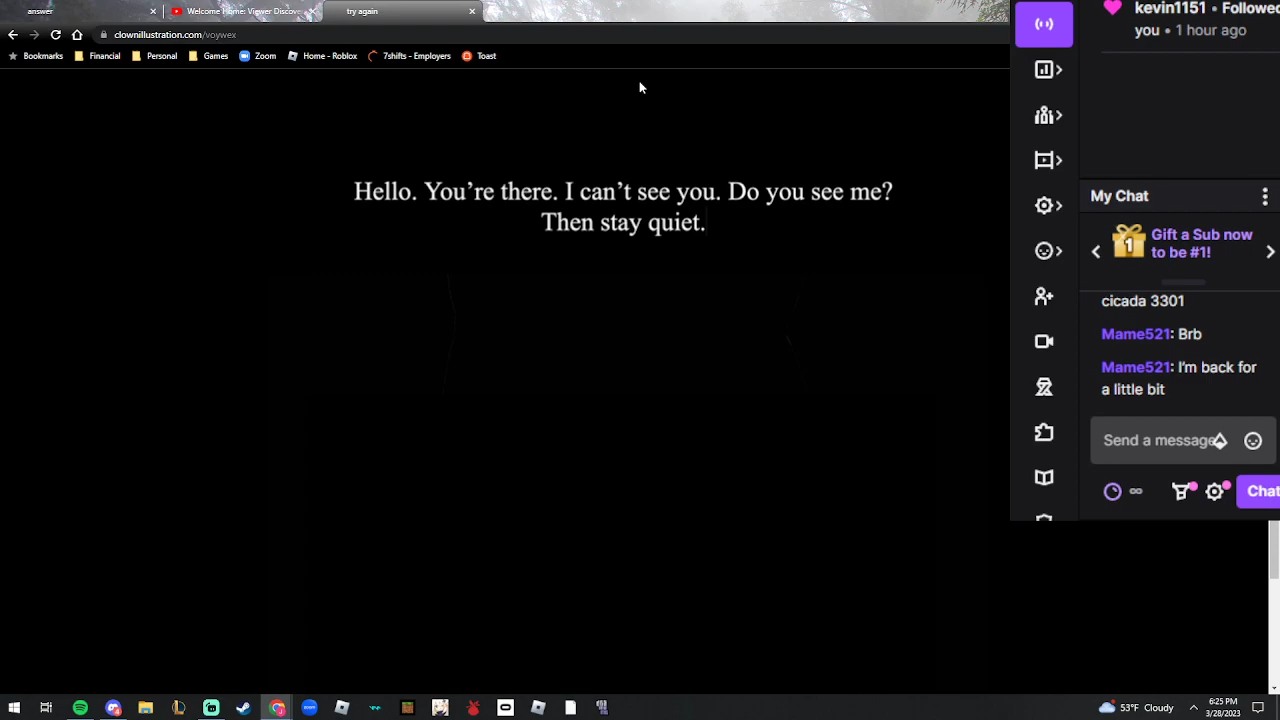 answer
Welcome Home Viewer Discov
try again
clownillustration.com/voywex
Bookmarks
Financial
Personal
Games
Zoom
Home - Roblox
7shifts - Employers
Toast
Hello. You’re there. I can’t see you. Do you see me?
Then stay quiet.
kevin1151 • Followed
you • 1 hour ago
My Chat
1
Gift a Sub now
to be #1!
cicada 3301
Mame521: Brb
Mame521: I’m back for
a little bit
Send a message
Chat
53°F Cloudy
6:25 PM
3/28/2023